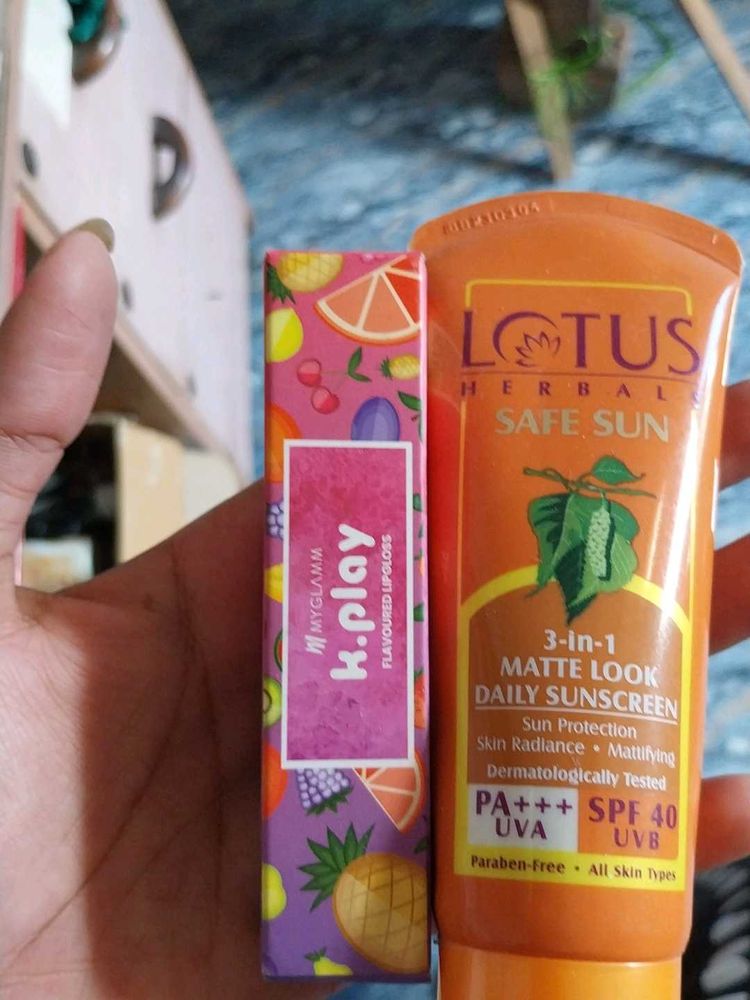 MYGLAMM
k.play
FLAVOURED LIPGLOSS
LOTUS
HERBALS
SAFE SUN
3-in-1
MATTE LOOK
DAILY SUNSCREEN
Sun Protection
Skin Radiance • Mattifying
Dermatologically Tested
PA+++
UVA
SPF 40
UVB
Paraben-Free • All Skin Types